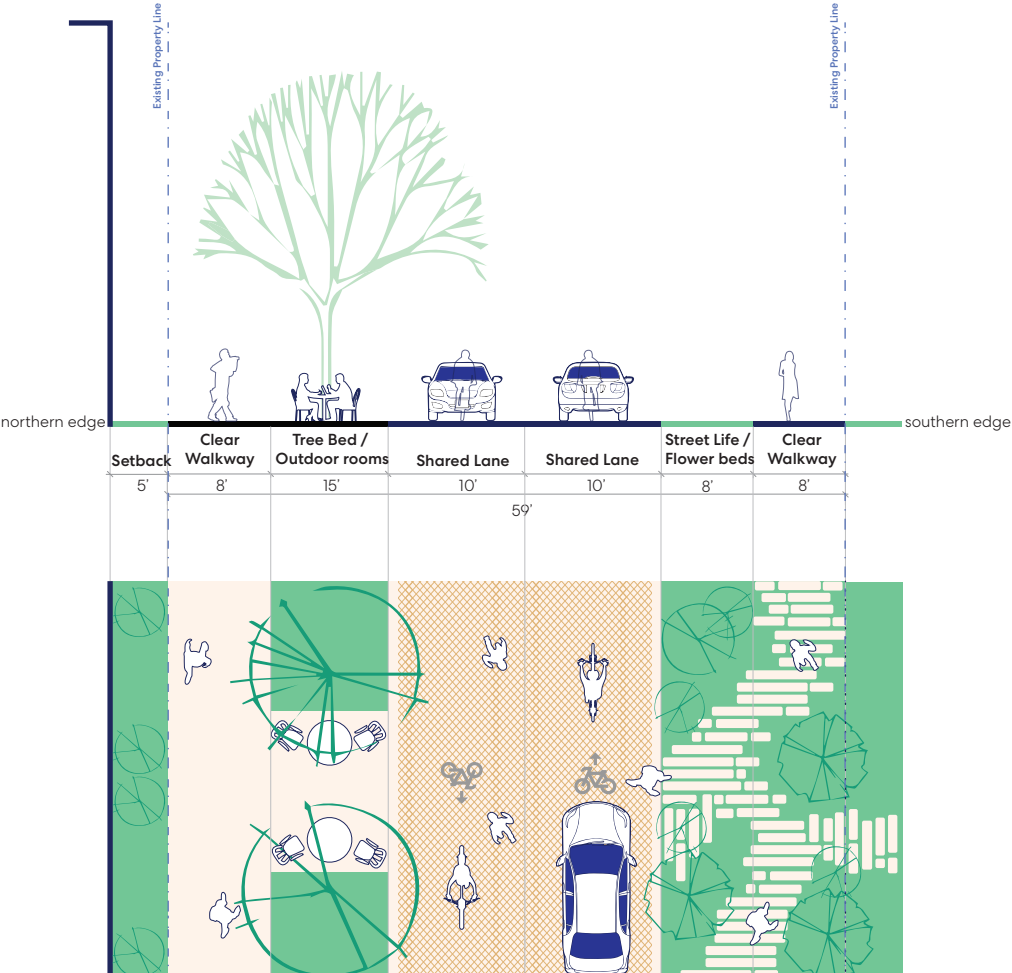 Existing Property Line
Existing Property Line
northern edge
southern edge
Setback
Clear
Walkway
Tree Bed /
Outdoor rooms
Shared Lane
Shared Lane
Street Life /
Flower beds
Clear
Walkway
5’
8’
15’
10’
10’
8’
8’
59’